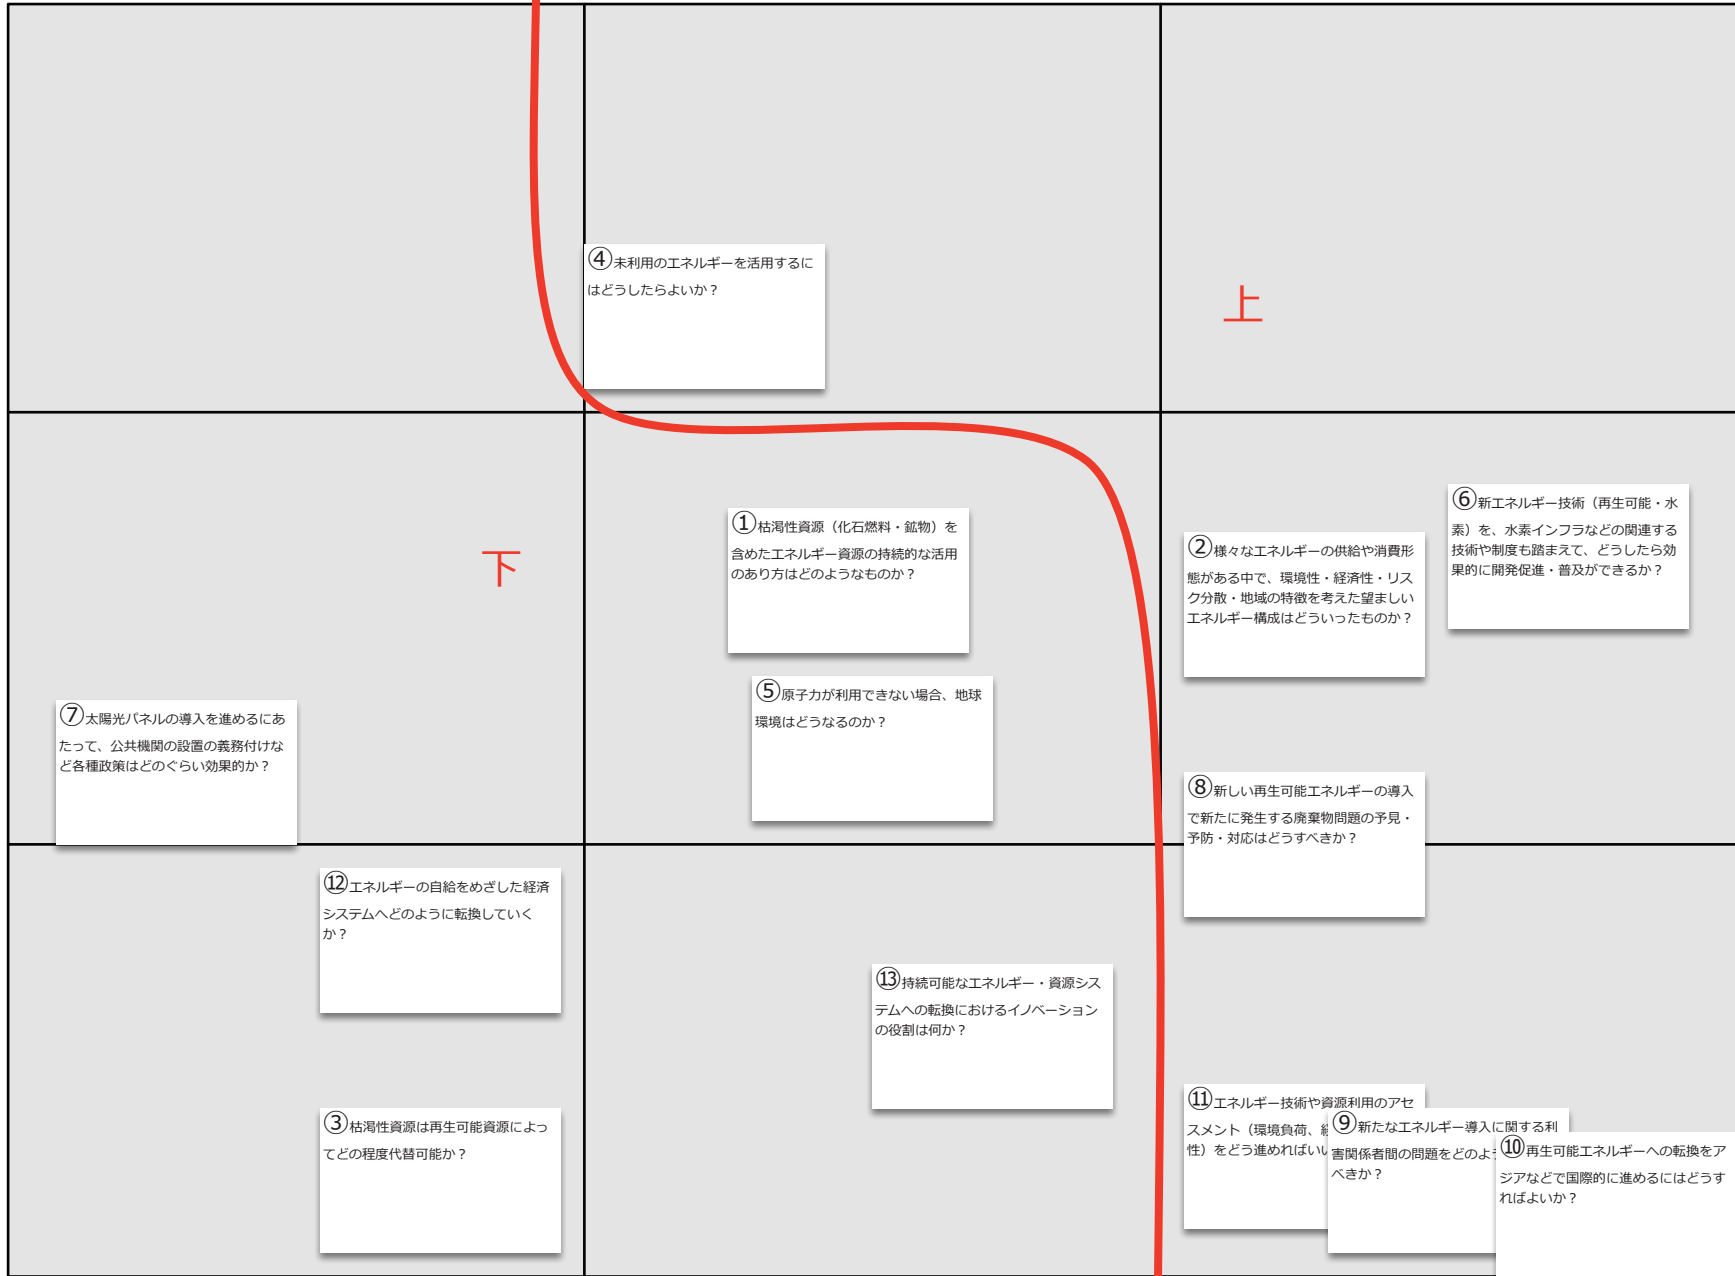 ④未利用のエネルギーを活用するに
はどうしたらよいか？
上
下
①枯渇性資源（化石燃料・鉱物）を
含めたエネルギー資源の持続的な活用
のあり方はどのようなものか？
②様々なエネルギーの供給や消費形
態がある中で、環境性・経済性・リス
ク分散・地域の特徴を考えた望ましい
エネルギー構成はどういったものか？
⑥新エネルギー技術（再生可能・水
素）を、水素インフラなどの関連する
技術や制度も踏まえて、どうしたら効
果的に開発促進・普及ができるか？
⑤原子力が利用できない場合、地球
環境はどうなるのか？
⑦太陽光パネルの導入を進めるにあ
たって、公共機関の設置の義務付けな
ど各種政策はどのぐらい効果的か？
⑧新しい再生可能エネルギーの導入
で新たに発生する廃棄物問題の予見・
予防・対応はどうすべきか？
⑫エネルギーの自給をめざした経済
システムへどのように転換していく
か？
⑬持続可能なエネルギー・資源シス
テムへの転換におけるイノベーション
の役割は何か？
③枯渇性資源は再生可能資源によっ
てどの程度代替可能か？
⑪エネルギー技術や資源利用のアセ
スメント（環境負荷、
性）をどう進めればいい
⑨新たなエネルギー導入に関する利
害関係者間の問題をどのよ
べきか？
⑩再生可能エネルギーへの転換をア
ジアなどで国際的に進めるにはどうす
ればよいか？